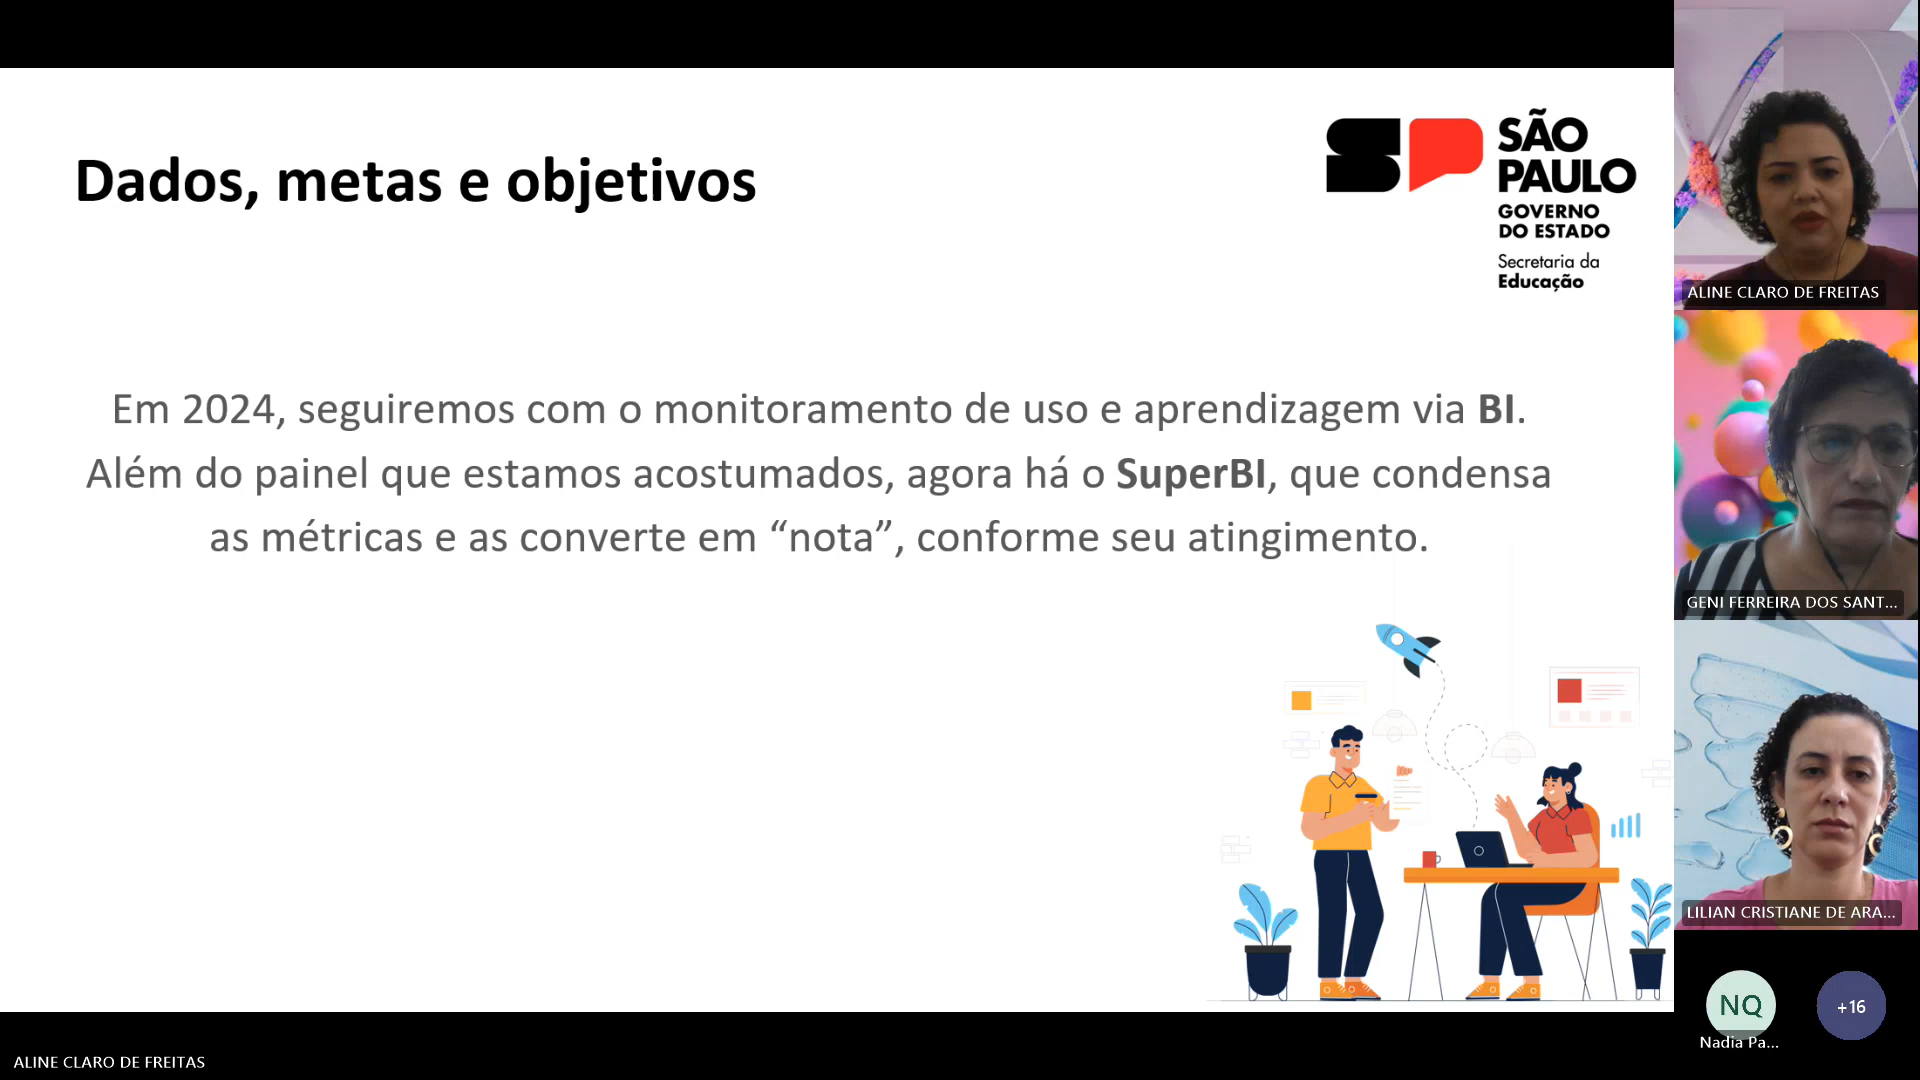 Dados, metas e objetivos
SÃO
PAULO
GOVERNO
DO ESTADO
Secretaria da
Educação
Em 2024, seguiremos com o monitoramento de uso e aprendizagem via BI.
Além do painel que estamos acostumados, agora há o SuperBI, que condensa
as métricas e as converte em “nota”, conforme seu atingimento.
ALINE CLARO DE FREITAS
GENI FERREIRA DOS SANT...
LILIAN CRISTIANE DE ARA...
NQ
Nadia Pa...
+16
ALINE CLARO DE FREITAS